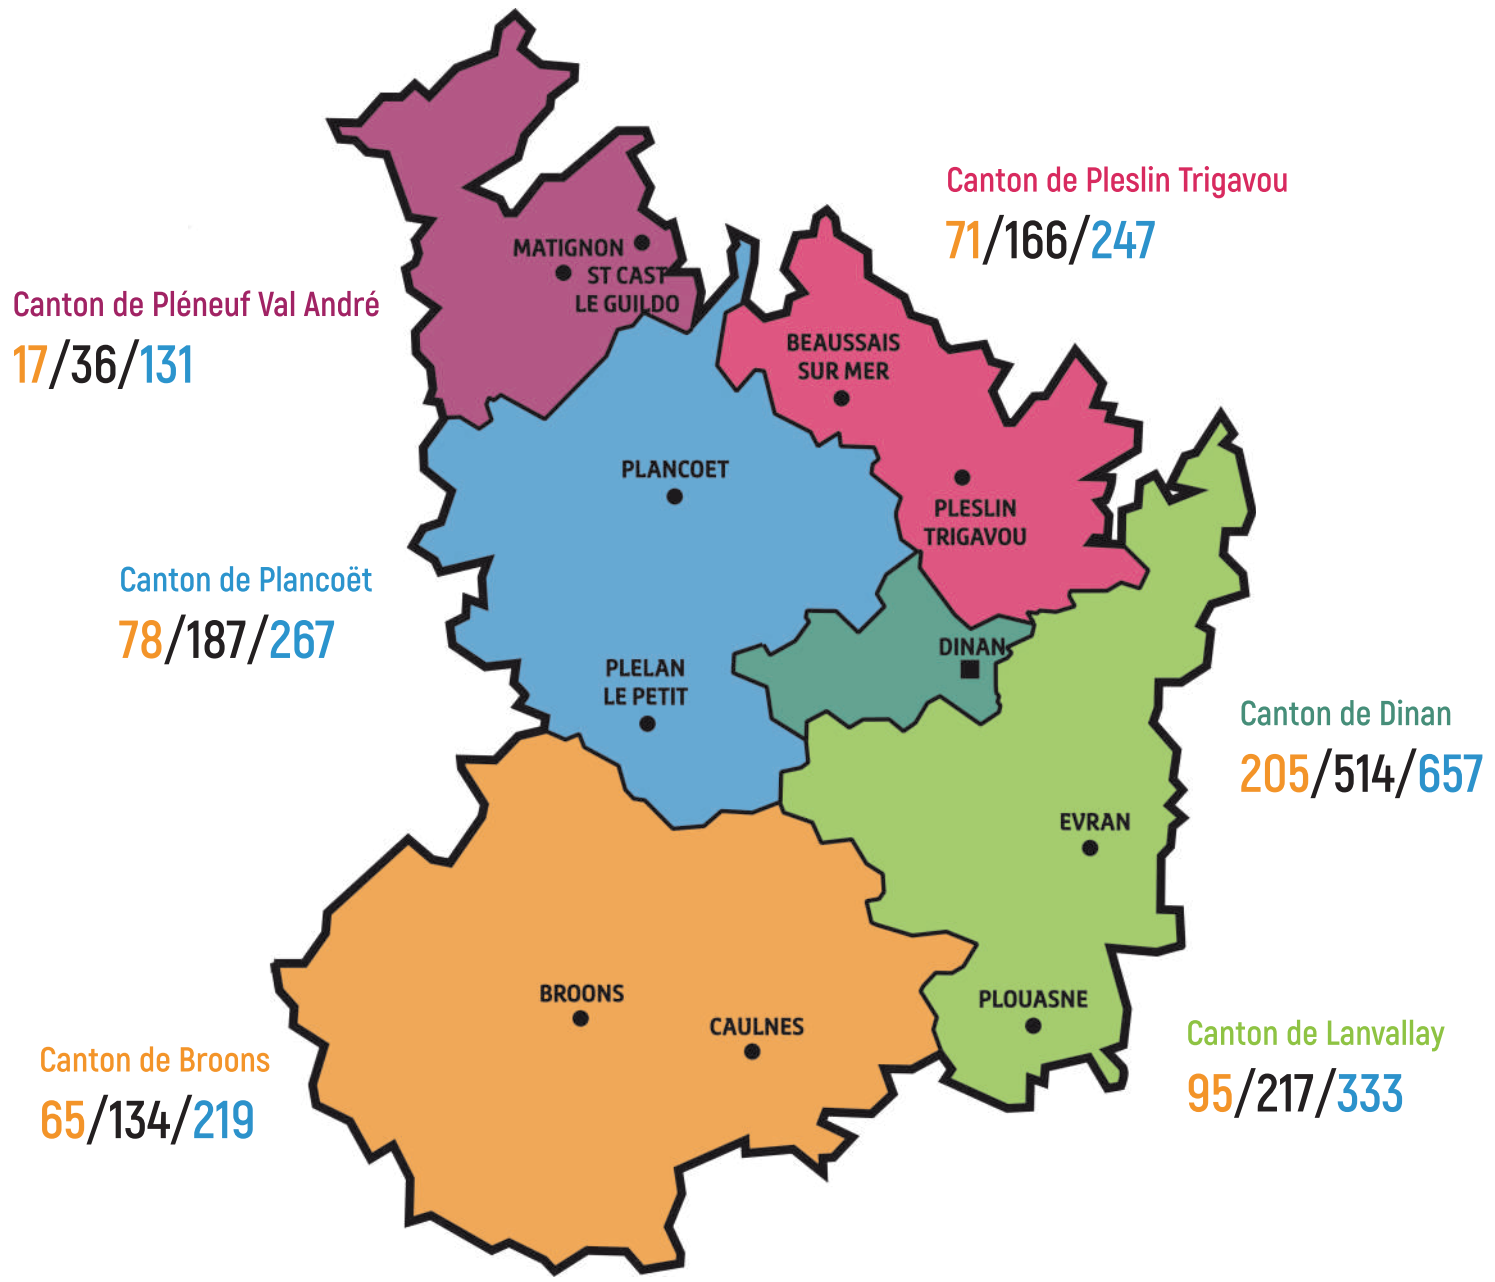 Canton de Pleslin Trigavou
71/166/247
MATIGNON
ST CAST
LE GUILDO
Canton de Pléneuf Val André
17/36/131
BEAUSSAIS
SUR MER
PLANCOET
PLESLIN
TRIGAVOU
Canton de Plancoët
78/187/267
DINAN
PLELAN
LE PETIT
Canton de Dinan
205/514/657
EVRAN
BROONS
CAULNES
PLOUASNE
Canton de Broons
65/134/219
Canton de Lanvallay
95/217/333